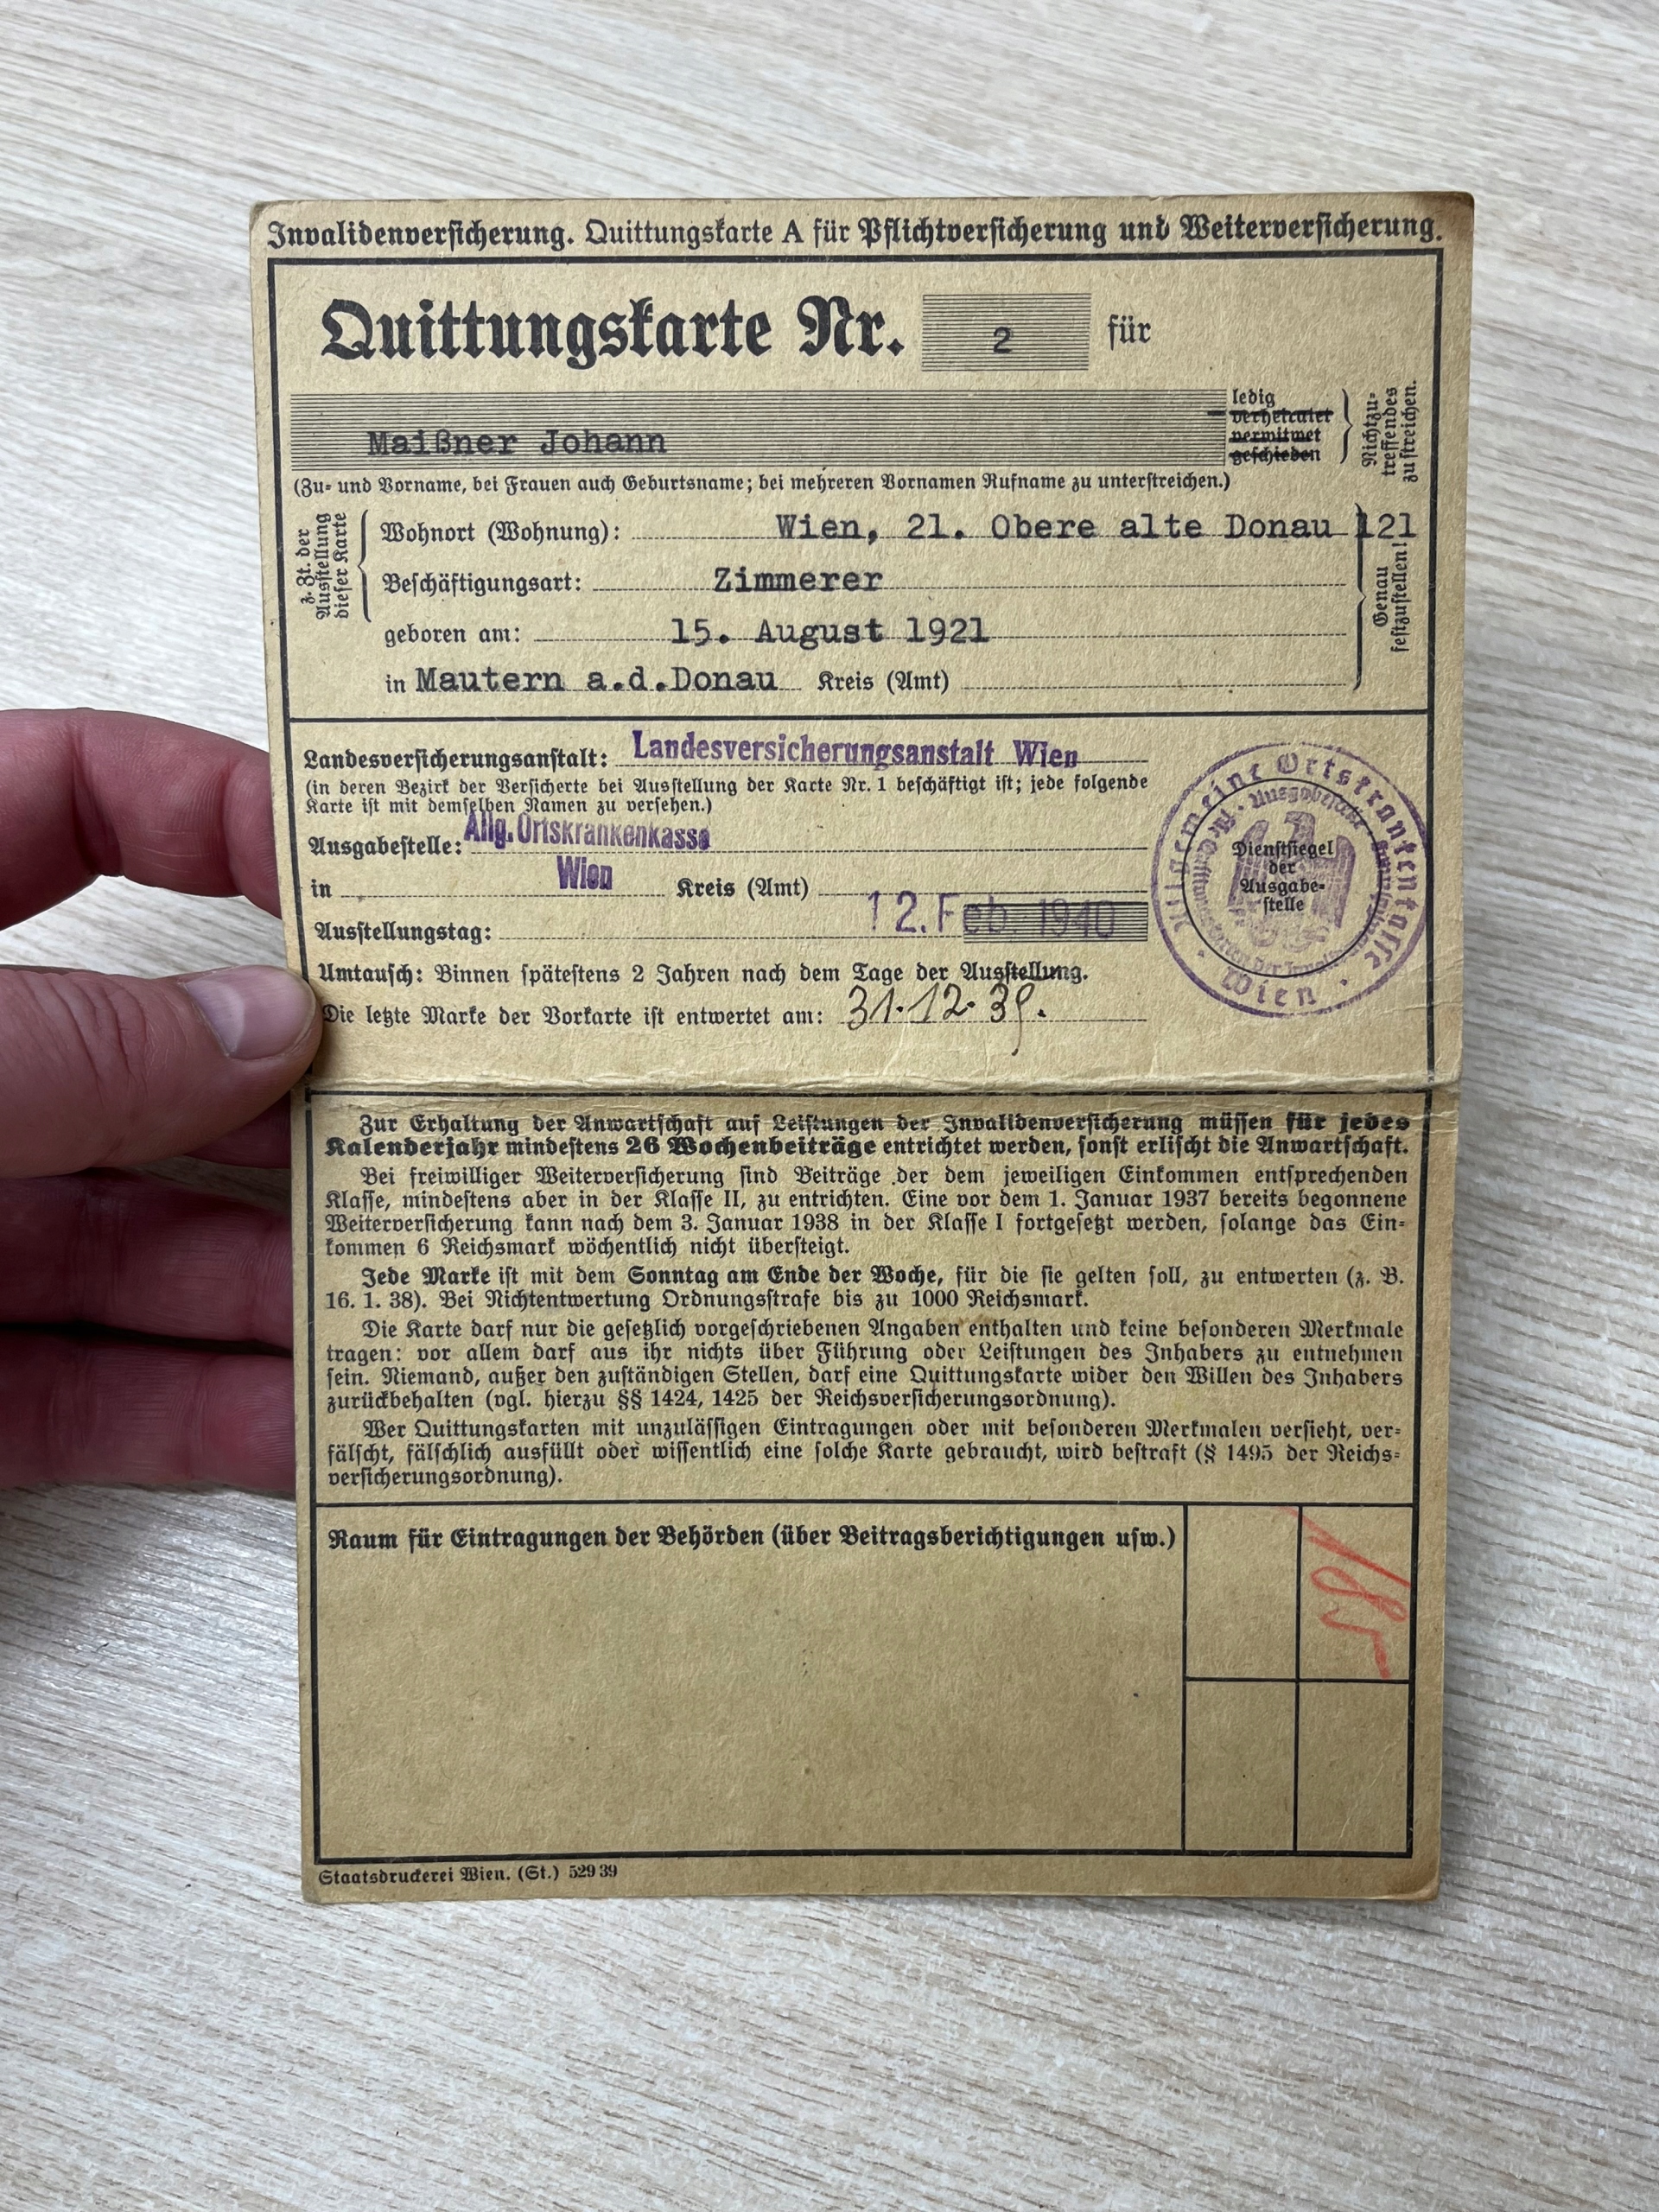 Invalidenversicherung. Quittungskarte A für Pflichtversicherung und Weiterversicherung.
Quittungskarte Nr. 2 für
Maißner Johann
ledig
verheiratet
verwitwet
geschieden
Nichtzu-
treffendes
zu streichen.
(Zu- und Vorname, bei Frauen auch Geburtsname; bei mehreren Vornamen Rufname zu unterstreichen.)
z. Zt. der
Ausstellung
dieser Karte
Wohnort (Wohnung): Wien, 21. Obere alte Donau 121
Beschäftigungsart: Zimmerer
geboren am: 15. August 1921
in Mautern a.d.Donau Kreis (Amt)
Genau
festzustellen!
Landesversicherungsanstalt: Landesversicherungsanstalt Wien
(in deren Bezirk der Versicherte bei Ausstellung der Karte Nr. 1 beschäftigt ist; jede folgende
Karte ist mit demselben Namen zu versehen.)
Ausgabestelle: Allg. Ortskrankenkasse
in Wien Kreis (Amt)
Ausstellungstag: 12. Feb. 1940
Allgemeine Ortskrankenkasse
Wien
Ausgabestelle
Dienstsiegel
der
Ausgabe-
stelle
Umtausch: Binnen spätestens 2 Jahren nach dem Tage der Ausstellung.
Die letzte Marke der Vorkarte ist entwertet am: 31.12.39.
Zur Erhaltung der Anwartschaft auf Leistungen der Invalidenversicherung müssen für jedes
Kalenderjahr mindestens 26 Wochenbeiträge entrichtet werden, sonst erlischt die Anwartschaft.
Bei freiwilliger Weiterversicherung sind Beiträge der dem jeweiligen Einkommen entsprechenden
Klasse, mindestens aber in der Klasse II, zu entrichten. Eine vor dem 1. Januar 1937 bereits begonnene
Weiterversicherung kann nach dem 3. Januar 1938 in der Klasse I fortgesetzt werden, solange das Ein-
kommen 6 Reichsmark wöchentlich nicht übersteigt.
Jede Marke ist mit dem Sonntag am Ende der Woche, für die sie gelten soll, zu entwerten (z. B.
16. 1. 38). Bei Nichtentwertung Ordnungsstrafe bis zu 1000 Reichsmark.
Die Karte darf nur die gesetzlich vorgeschriebenen Angaben enthalten und keine besonderen Merkmale
tragen: vor allem darf aus ihr nichts über Führung oder Leistungen des Inhabers zu entnehmen
sein. Niemand, außer den zuständigen Stellen, darf eine Quittungskarte wider den Willen des Inhabers
zurückbehalten (vgl. hierzu §§ 1424, 1425 der Reichsversicherungsordnung).
Wer Quittungskarten mit unzulässigen Eintragungen oder mit besonderen Merkmalen versieht, ver-
fälscht, fälschlich ausfüllt oder wissentlich eine solche Karte gebraucht, wird bestraft (§ 1495 der Reichs-
versicherungsordnung).
Raum für Eintragungen der Behörden (über Beitragsberichtigungen usw.)
Staatsdruckerei Wien. (St.) 529 39